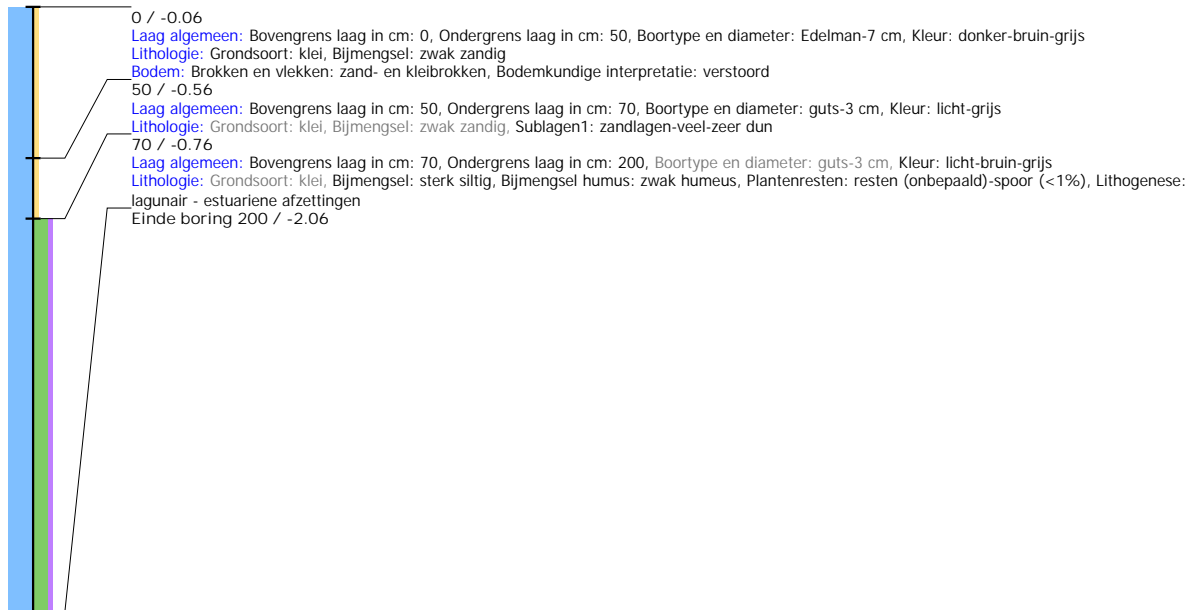 0 / -0.06
Laag algemeen: Bovengrens laag in cm: 0, Ondergrens laag in cm: 50, Boortype en diameter: Edelman-7 cm, Kleur: donker-bruin-grijs
Lithologie: Grondsoort: klei, Bijmengsel: zwak zandig
Bodem: Brokken en vlekken: zand- en kleibrokken, Bodemkundige interpretatie: verstoord
50 / -0.56
Laag algemeen: Bovengrens laag in cm: 50, Ondergrens laag in cm: 70, Boortype en diameter: guts-3 cm, Kleur: licht-grijs
Lithologie: Grondsoort: klei, Bijmengsel: zwak zandig, Sublagen1: zandlagen-veel-zeer dun
70 / -0.76
Laag algemeen: Bovengrens laag in cm: 70, Ondergrens laag in cm: 200, Boortype en diameter: guts-3 cm, Kleur: licht-bruin-grijs
Lithologie: Grondsoort: klei, Bijmengsel: sterk siltig, Bijmengsel humus: zwak humeus, Plantenresten: resten (onbepaald)-spoor (<1%), Lithogenese:
lagunair - estuariene afzettingen
Einde boring 200 / -2.06